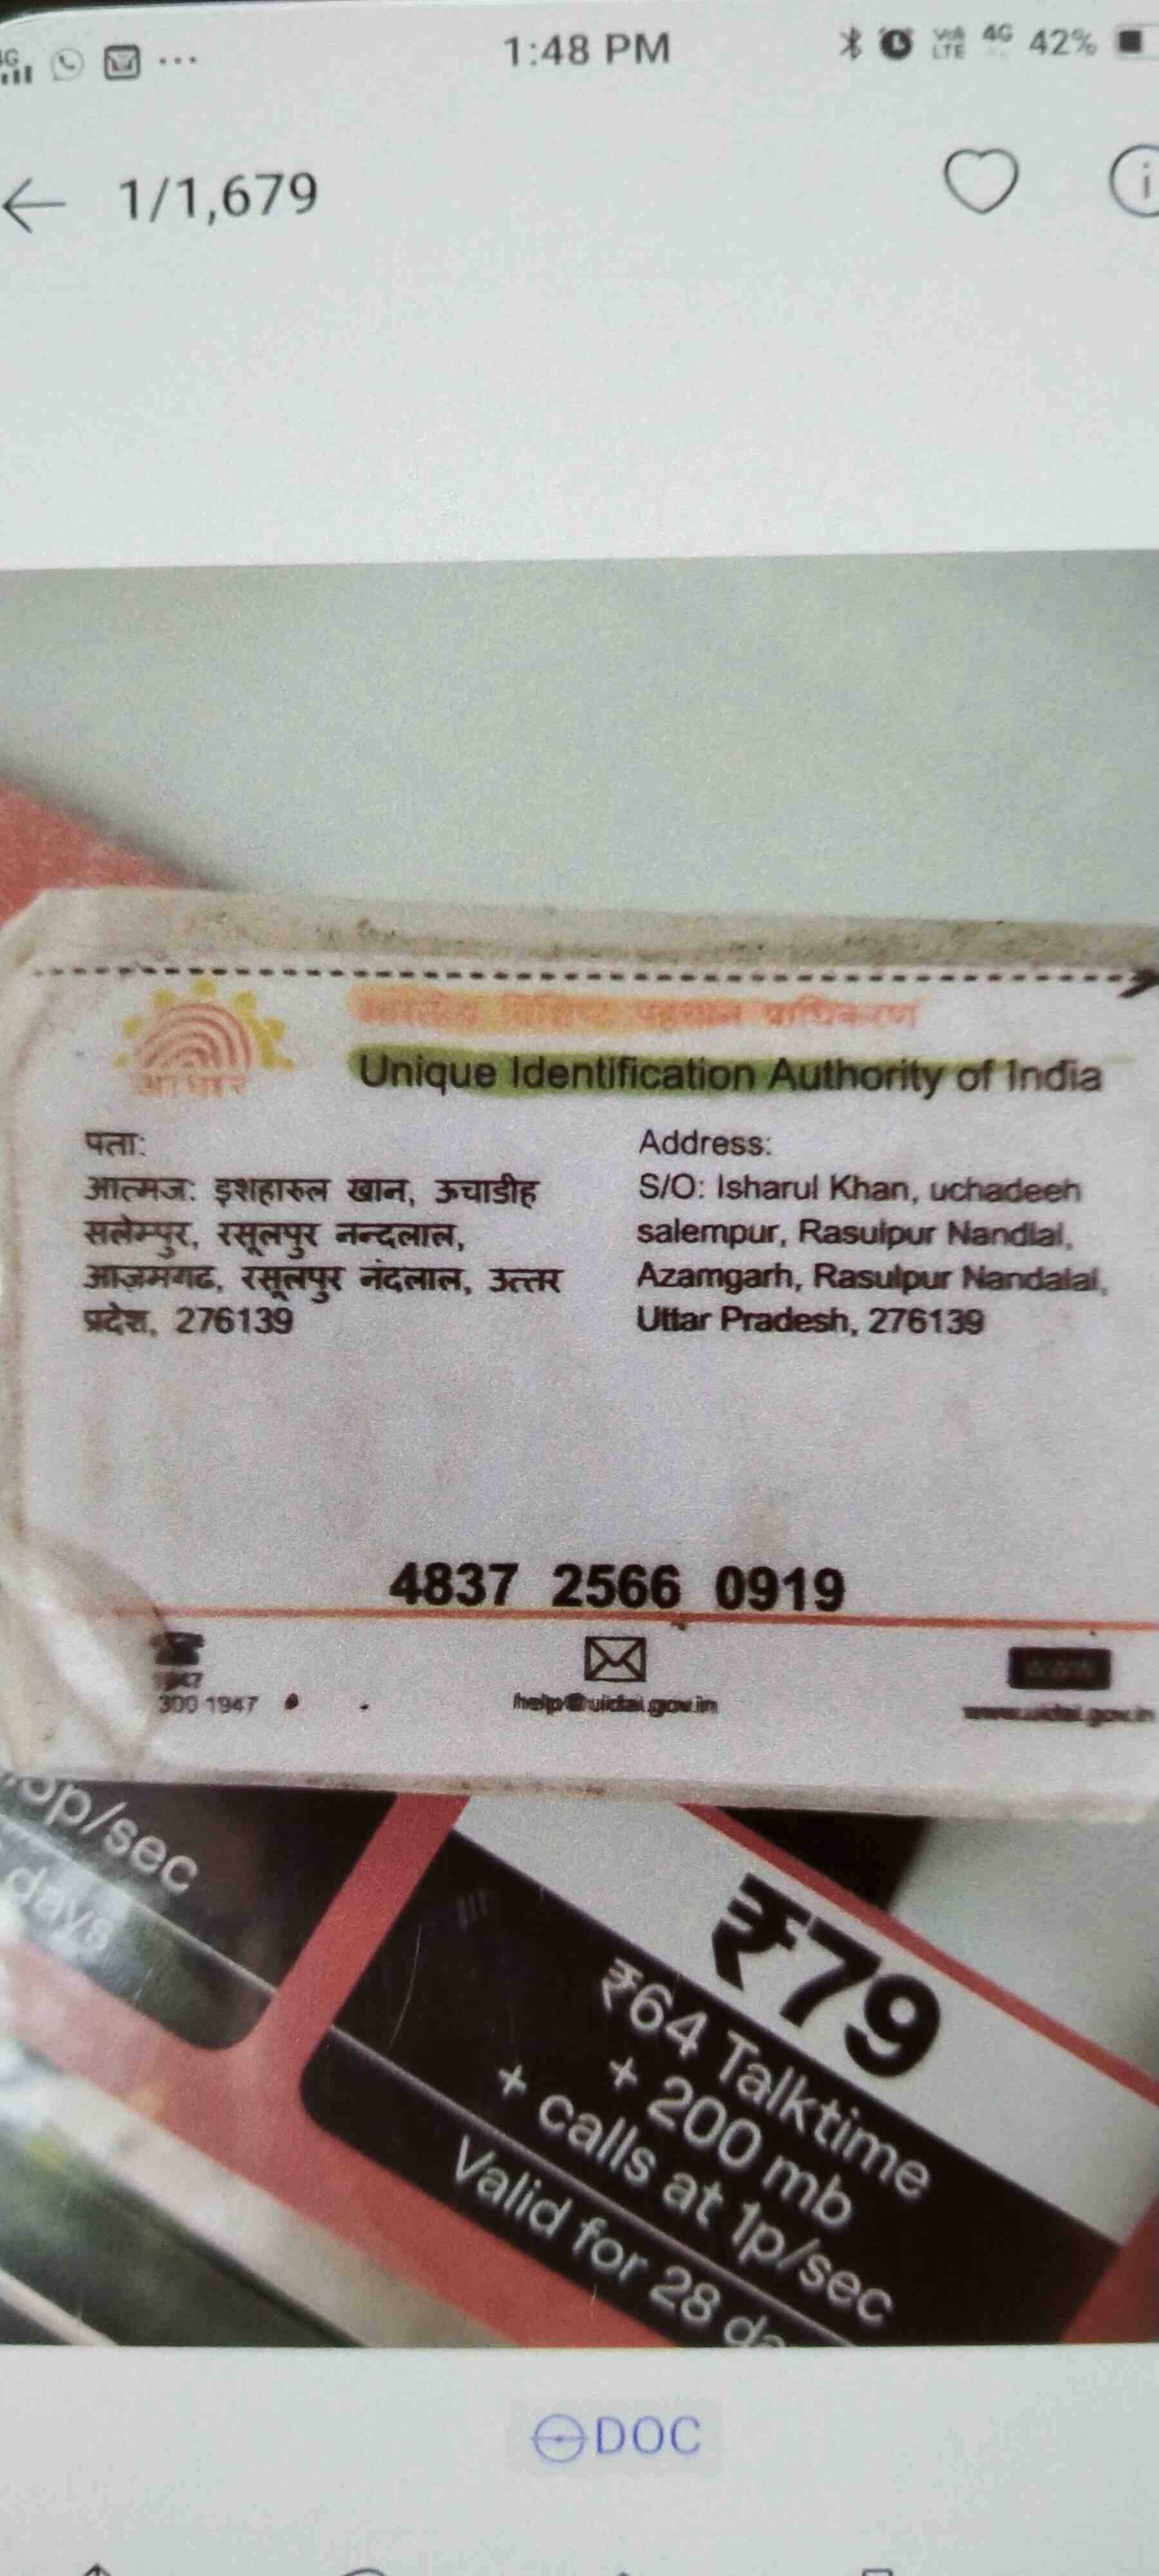 1:48 PM
4G 42%
1/1,679
भारतीय विशिष्ट पहचान प्राधिकरण
Unique Identification Authority of India
आधार
पता:
आत्मज: इशहारुल खान, ऊचाडीह
सलेमपुर, रसूलपुर नन्दलाल,
आज़मगढ, रसूलपुर नंदलाल, उत्तर
प्रदेश, 276139
Address:
S/O: Isharul Khan, uchadeeh
salempur, Rasulpur Nandlal,
Azamgarh, Rasulpur Nandalal,
Uttar Pradesh, 276139
4837 2566 0919
300 1947
help@uidai.gov.in
www.uidai.gov.in
p/sec
days
₹79
₹64 Talktime
+ 200 mb
+ calls at 1p/sec
Valid for 28
DOC